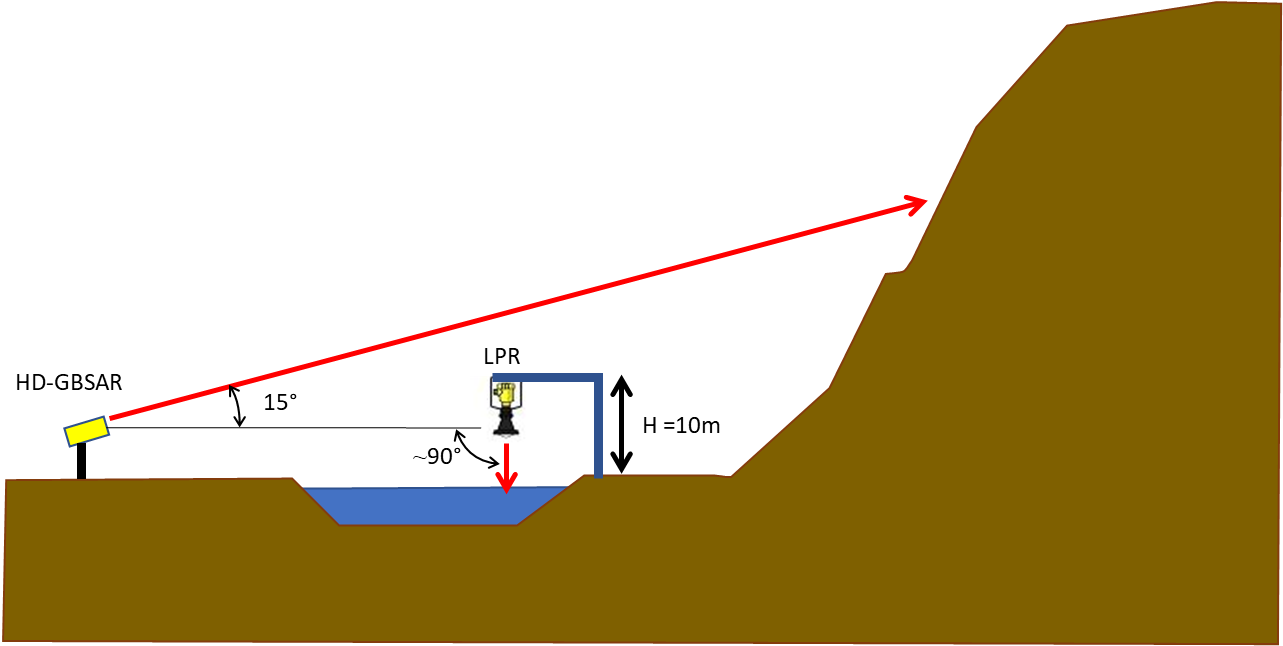 LPR
HD-GBSAR
15°
H =10m
~90°